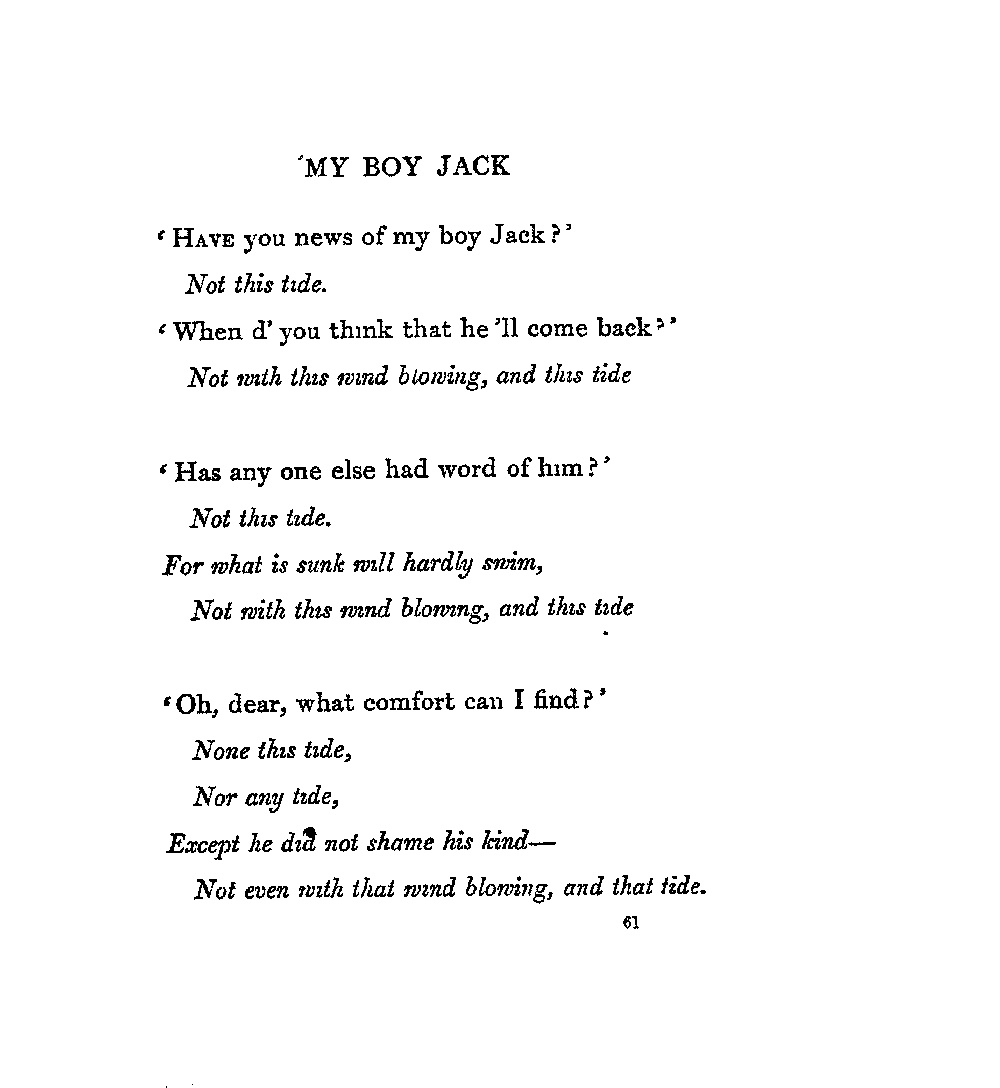 'MY BOY JACK
‘HAVE you news of my boy Jack?’
Not this tide.
‘When d’ you think that he ’ll come back?’
Not with this wind blowing, and this tide
‘Has any one else had word of him?’
Not this tide.
For what is sunk will hardly swim,
Not with this wind blowing, and this tide
‘Oh, dear, what comfort can I find?’
None this tide,
Nor any tide,
Except he did not shame his kind—
Not even with that wind blowing, and that tide.
61